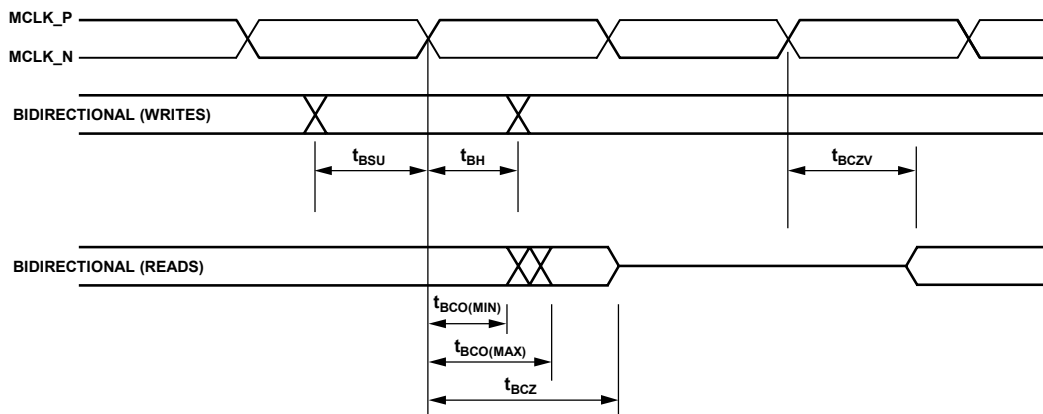 MCLK_P
MCLK_N
BIDIRECTIONAL (WRITES)
tBSU
tBH
tBCZV
BIDIRECTIONAL (READS)
tBCO(MIN)
tBCO(MAX)
tBCZ